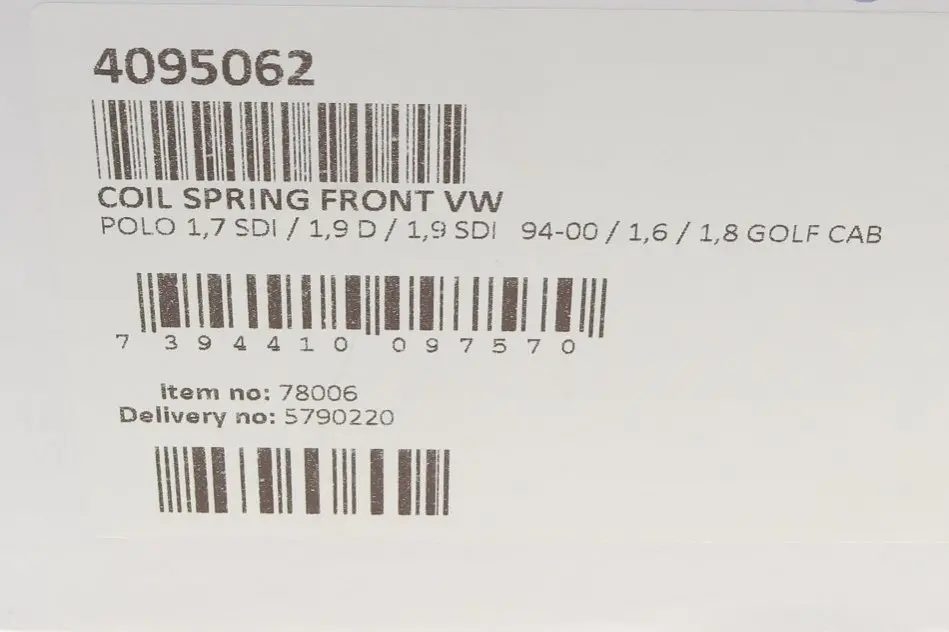 4095062
COIL SPRING FRONT VW
POLO 1,7 SDI / 1,9 D / 1,9 SDI 94-00 / 1,6 / 1,8 GOLF CAB
7 394410 097570
Item no: 78006
Delivery no: 5790220